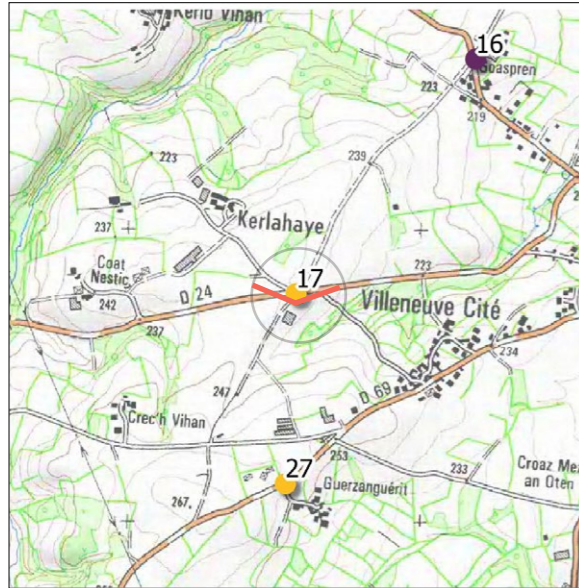 Kerlo Vihan
16
Goaspren
223
219
239
223
Kerlahaye
237
17
223
Coat
Nestic
242
D 24
Villeneuve Cité
237
234
247
D 69
Crec'h Vihan
253
27
233
Croaz Mez
an Oten
Guerzanguérit
267